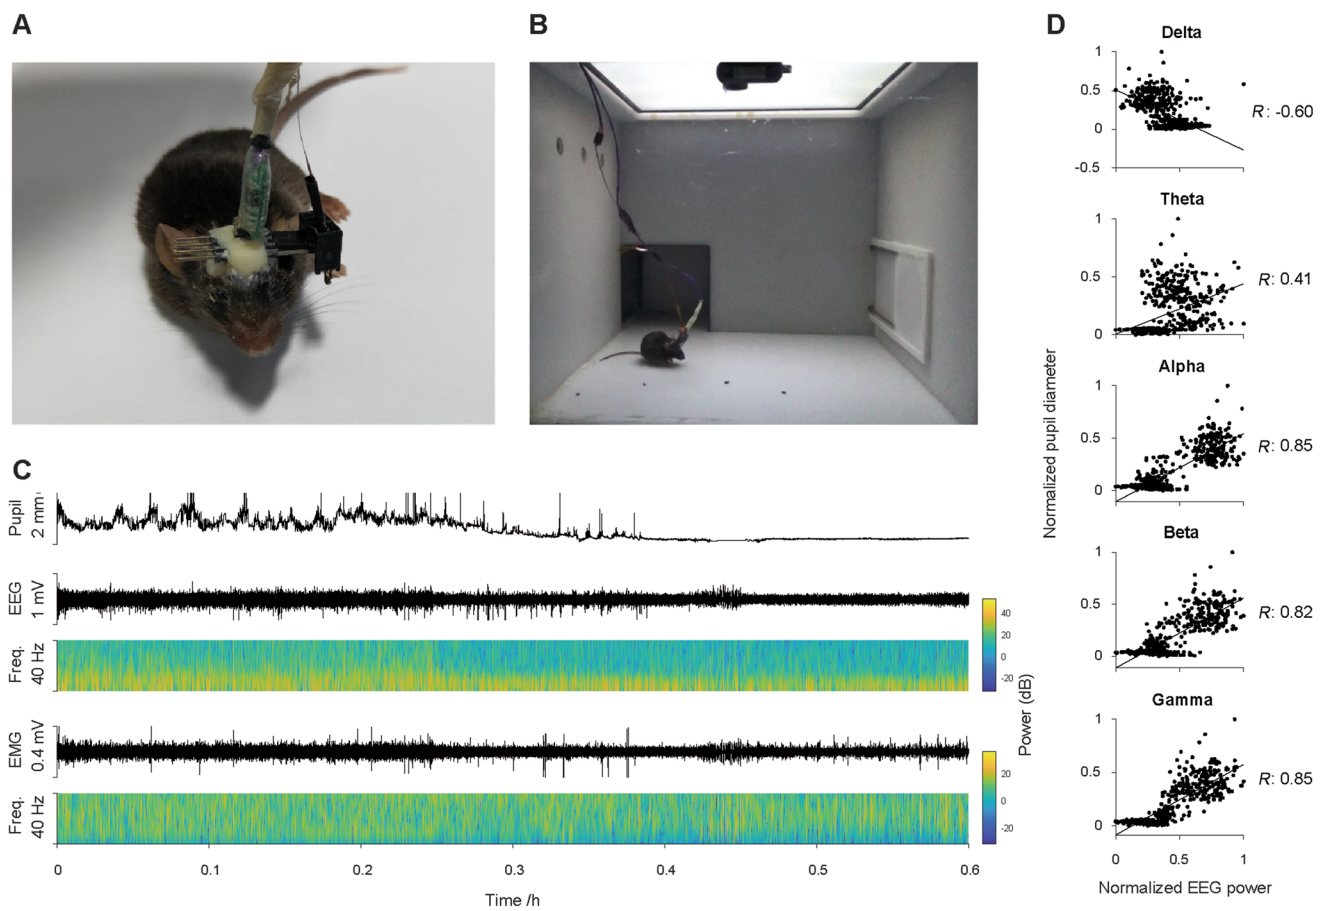 A
B
D
Delta
1
0.5
0
-0.5
R: -0.60
Theta
1
0.5
0
R: 0.41
Alpha
1
0.5
0
R: 0.85
Beta
1
0.5
0
R: 0.82
Gamma
1
0.5
0
R: 0.85
0 0.5 1
Normalized EEG power
Normalized pupil diameter
C
Pupil
2 mm
EEG
1 mV
Freq.
40 Hz
40
20
0
-20
EMG
0.4 mV
Freq.
40 Hz
20
0
-20
Power (dB)
0 0.1 0.2 0.3 0.4 0.5 0.6
Time /h